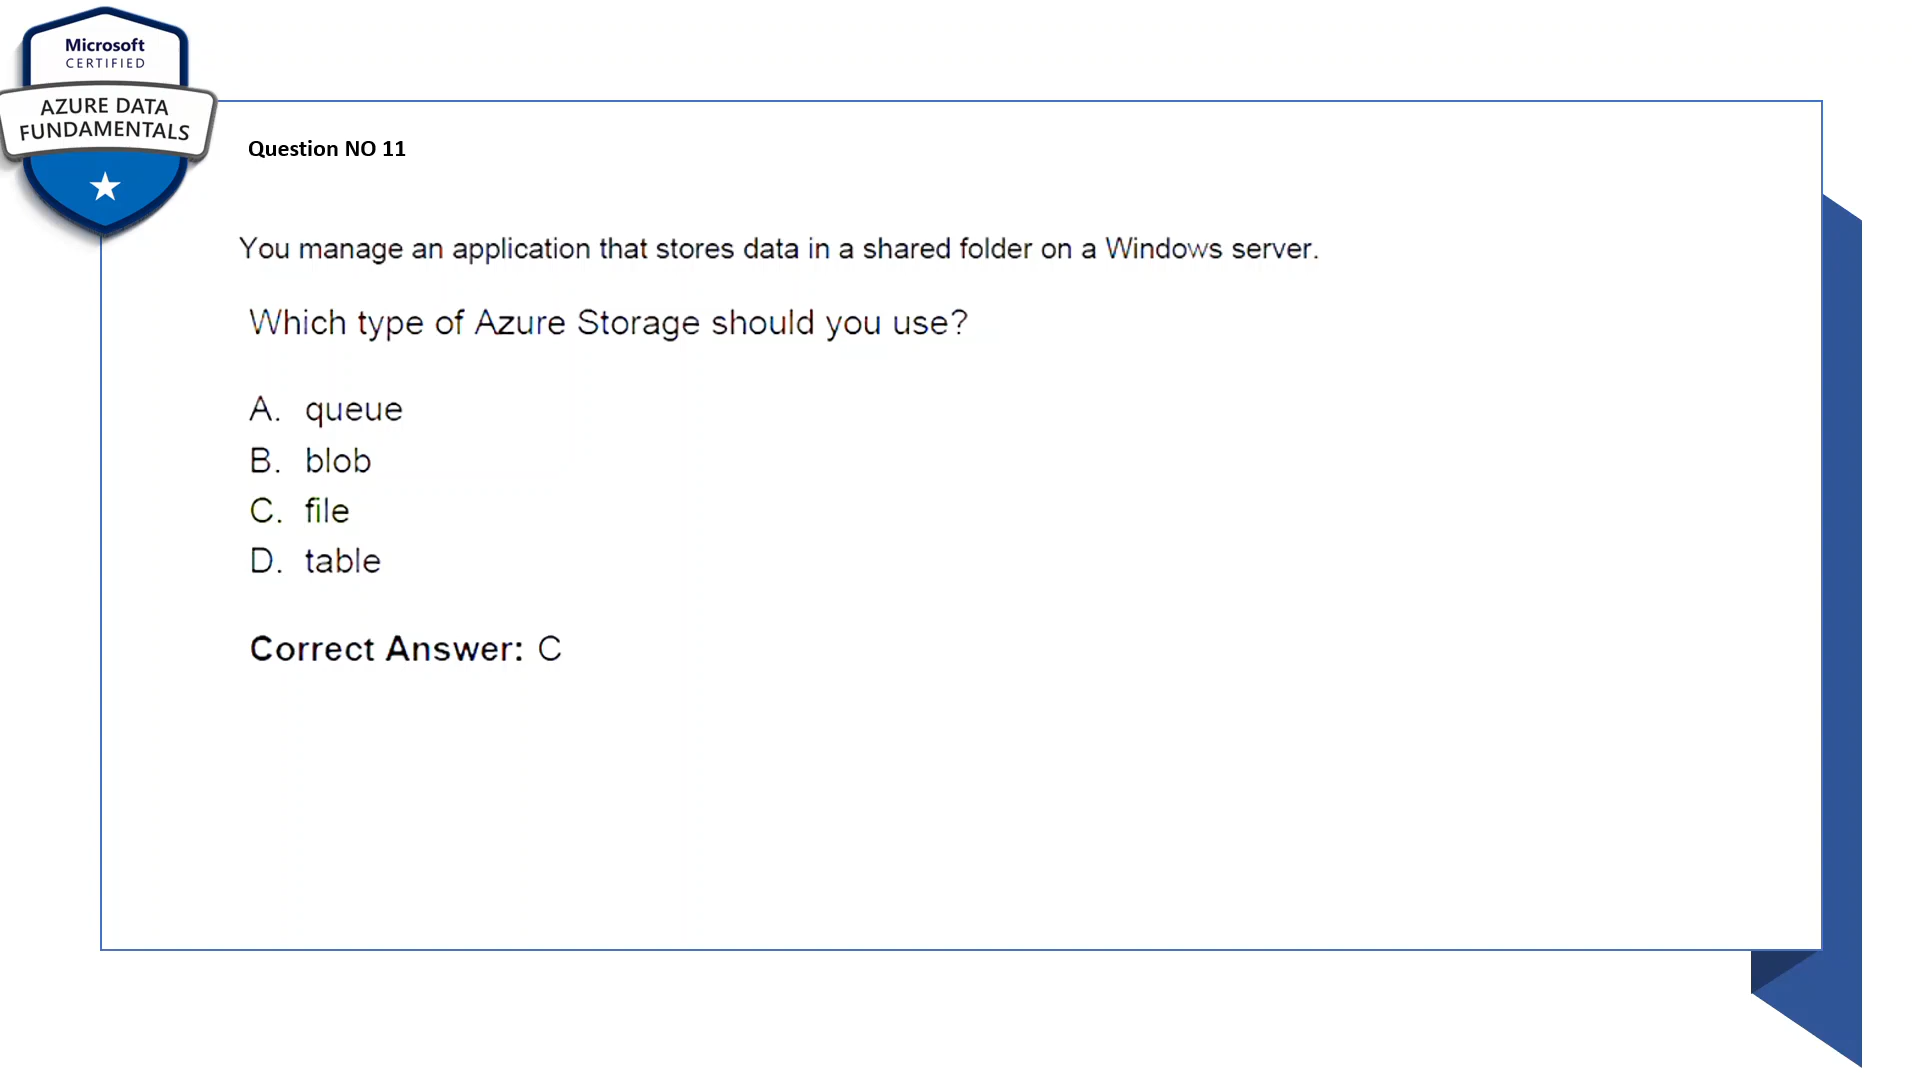 Microsoft
CERTIFIED
AZURE DATA
FUNDAMENTALS
Question NO 11
You manage an application that stores data in a shared folder on a Windows server.
Which type of Azure Storage should you use?
A. queue
B. blob
C. file
D. table
Correct Answer: C